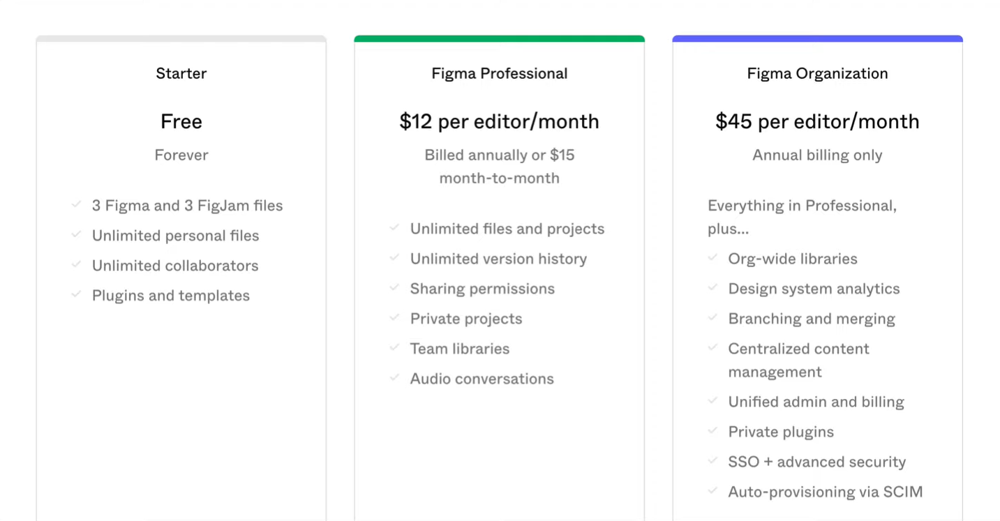 Starter
Free
Forever
3 Figma and 3 FigJam files
Unlimited personal files
Unlimited collaborators
Plugins and templates
Figma Professional
$12 per editor/month
Billed annually or $15
month-to-month
Unlimited files and projects
Unlimited version history
Sharing permissions
Private projects
Team libraries
Audio conversations
Figma Organization
$45 per editor/month
Annual billing only
Everything in Professional,
plus...
Org-wide libraries
Design system analytics
Branching and merging
Centralized content
management
Unified admin and billing
Private plugins
SSO + advanced security
Auto-provisioning via SCIM